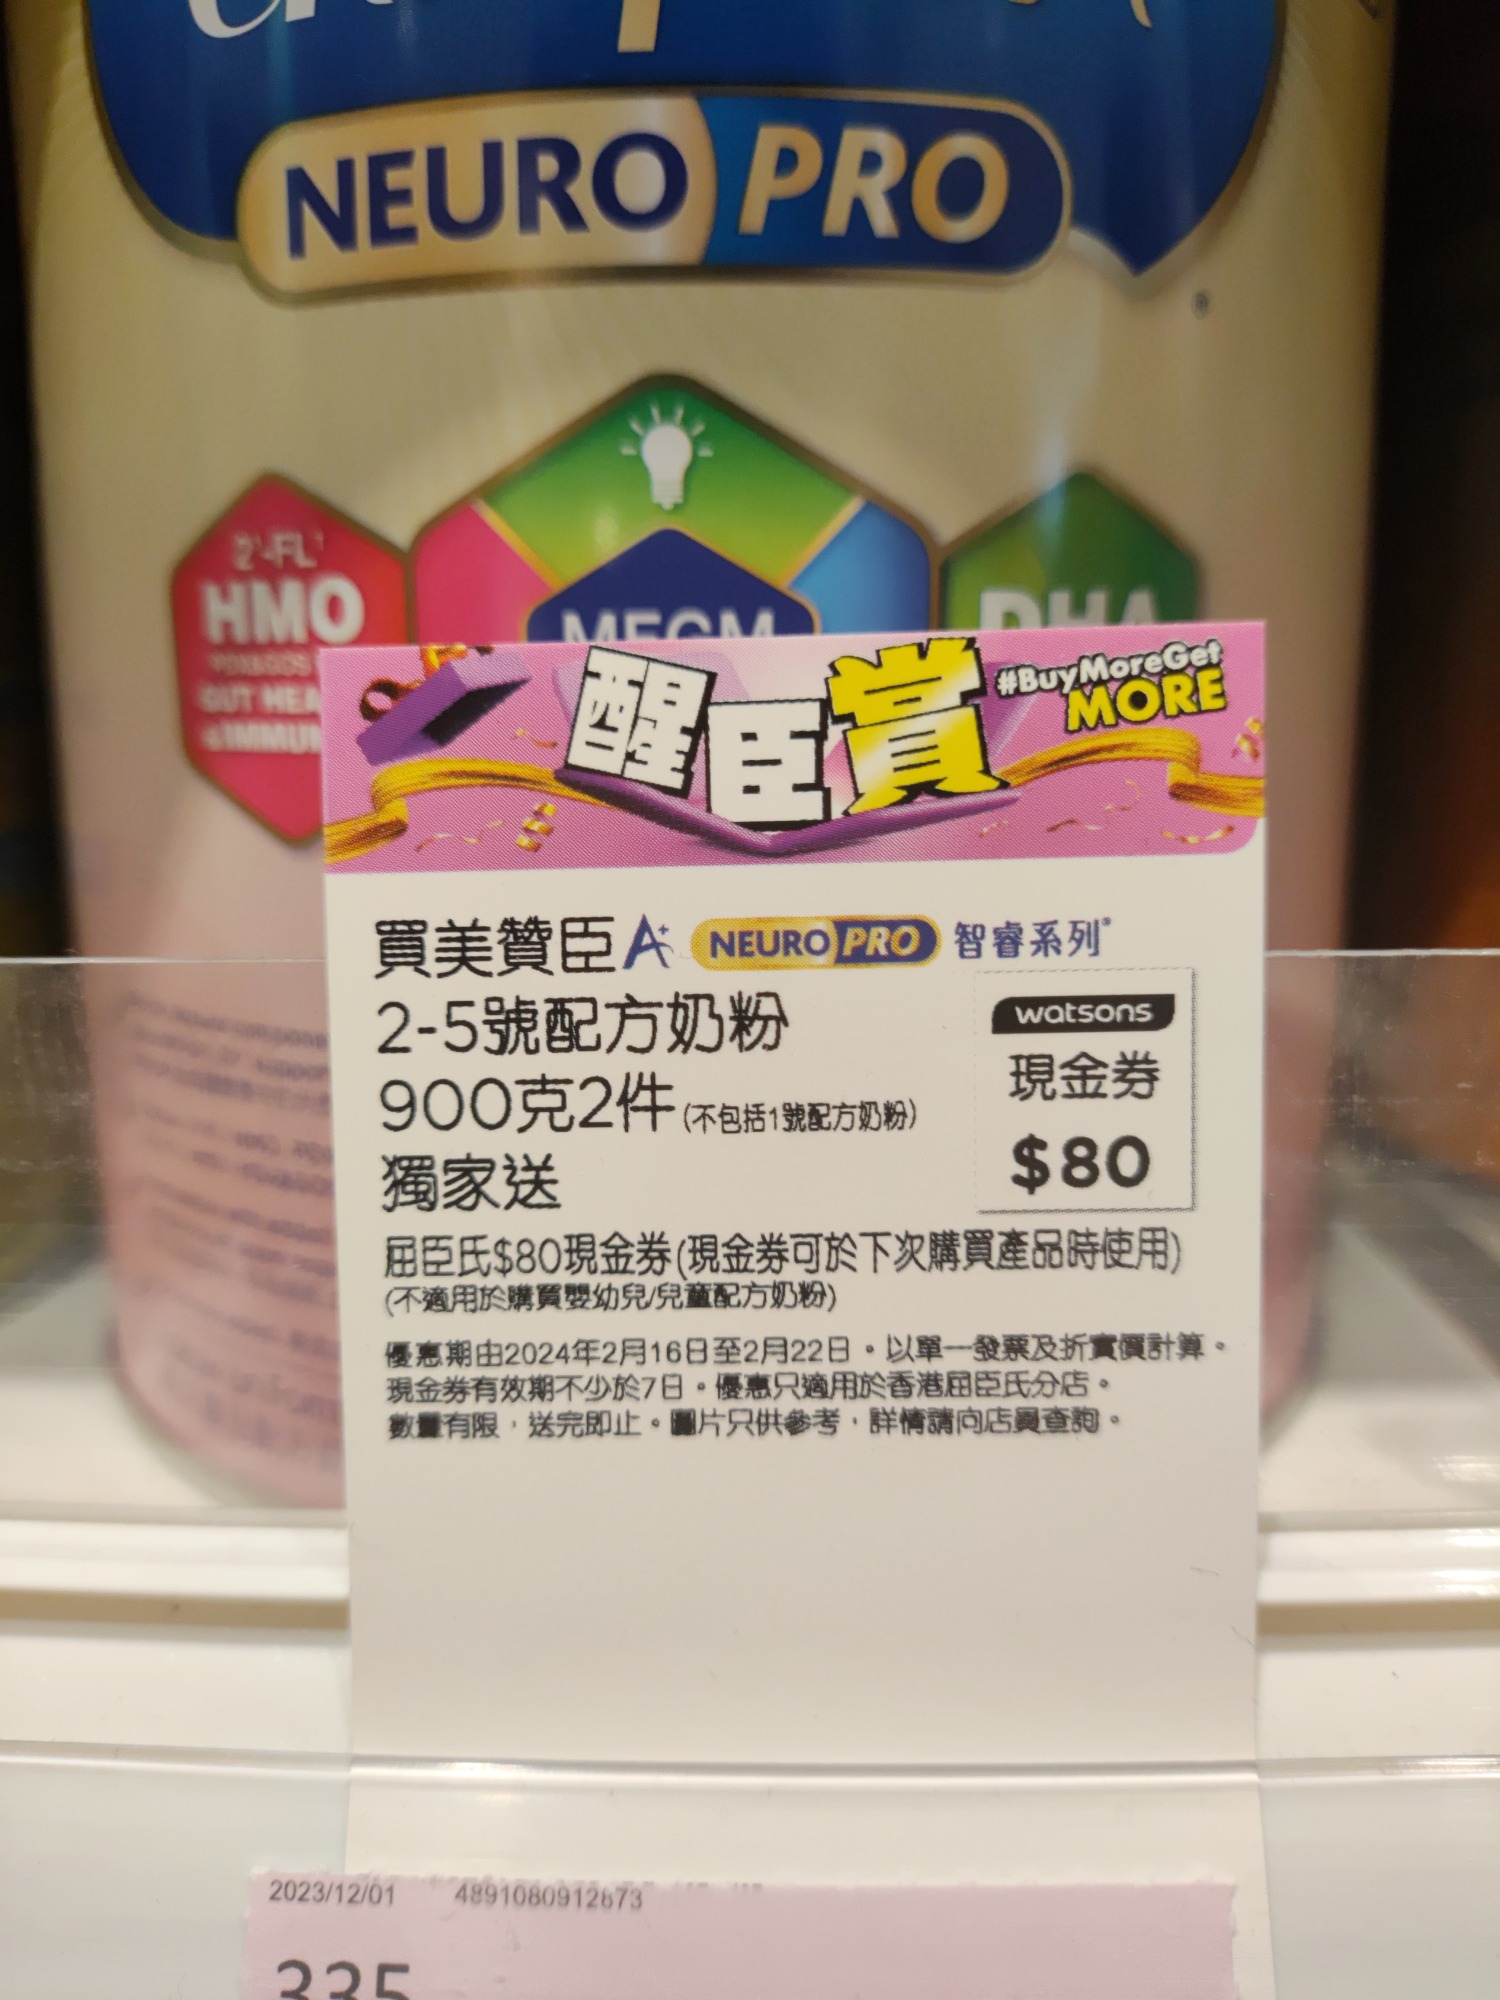 NEURO PRO
2'-FL
HMO
MFGM
DHA
醒臣賞
#BuyMoreGet
MORE
買美贊臣A+ NEURO PRO 智睿系列®
2-5號配方奶粉
900克2件(不包括1號配方奶粉)
獨家送
watsons
現金券
$80
屈臣氏$80現金券(現金券可於下次購買產品時使用)
(不適用於購買嬰幼兒/兒童配方奶粉)
優惠期由2024年2月16日至2月22日。以單一發票及折實價計算。
現金券有效期不少於7日。優惠只適用於香港屈臣氏分店。
數量有限，送完即止。圖片只供參考，詳情請向店員查詢。
2023/12/01 4891080912873
335